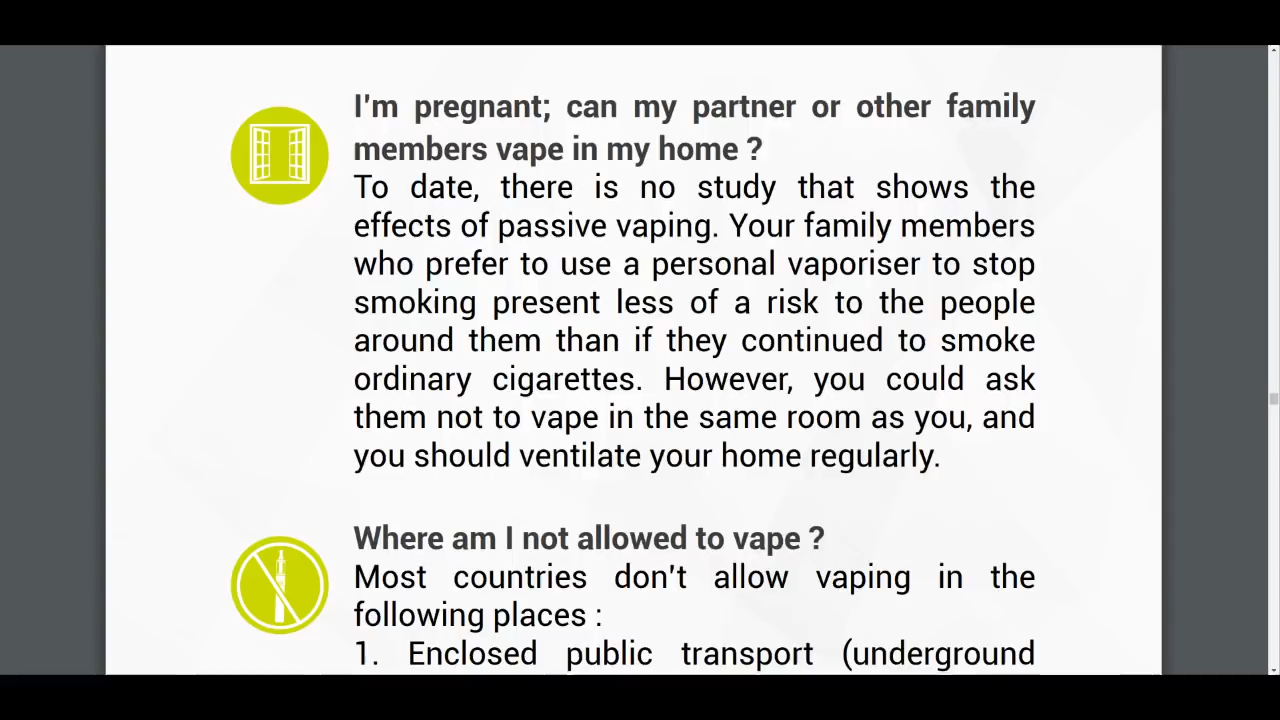 I'm pregnant; can my partner or other family
members vape in my home ?
To date, there is no study that shows the
effects of passive vaping. Your family members
who prefer to use a personal vaporiser to stop
smoking present less of a risk to the people
around them than if they continued to smoke
ordinary cigarettes. However, you could ask
them not to vape in the same room as you, and
you should ventilate your home regularly.
Where am I not allowed to vape ?
Most countries don't allow vaping in the
following places :
1. Enclosed public transport (underground